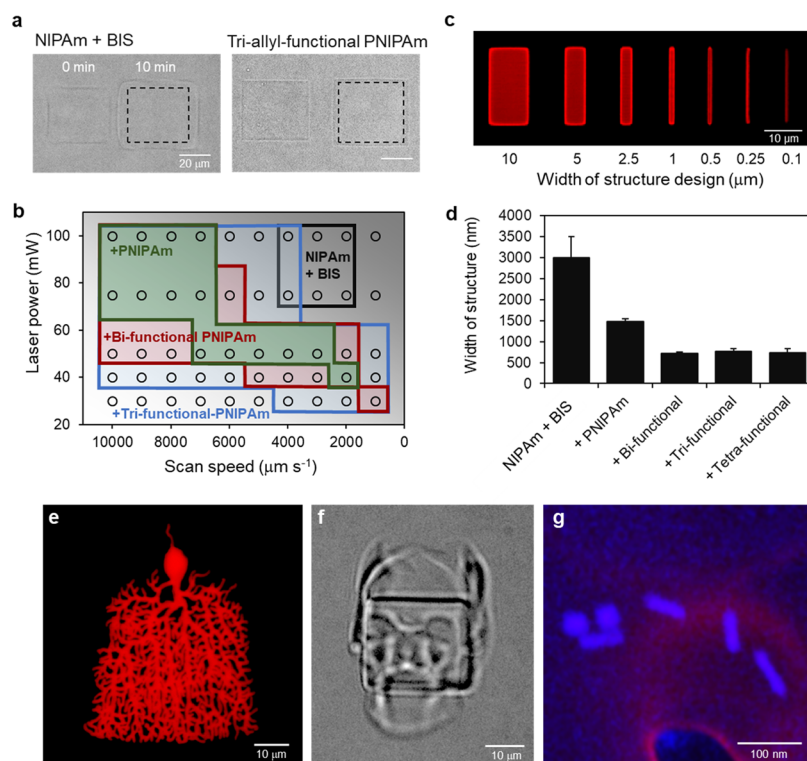 a
NIPAm + BIS
Tri-allyl-functional PNIPAm
0 min
10 min
20 μm
b
Laser power (mW)
120
100
80
60
40
20
+PNIPAm
NIPAm
+ BIS
+Bi-functional PNIPAm
+Tri-functional-PNIPAm
10000
8000
6000
4000
2000
0
Scan speed (μm s⁻¹)
c
10 μm
10
5
2.5
1
0.5
0.25
0.1
Width of structure design (μm)
d
Width of structure (nm)
4000
3500
3000
2500
2000
1500
1000
500
0
NIPAm + BIS
+ PNIPAm
+ Bi-functional
+ Tri-functional
+ Tetra-functional
e
10 μm
f
10 μm
g
100 nm